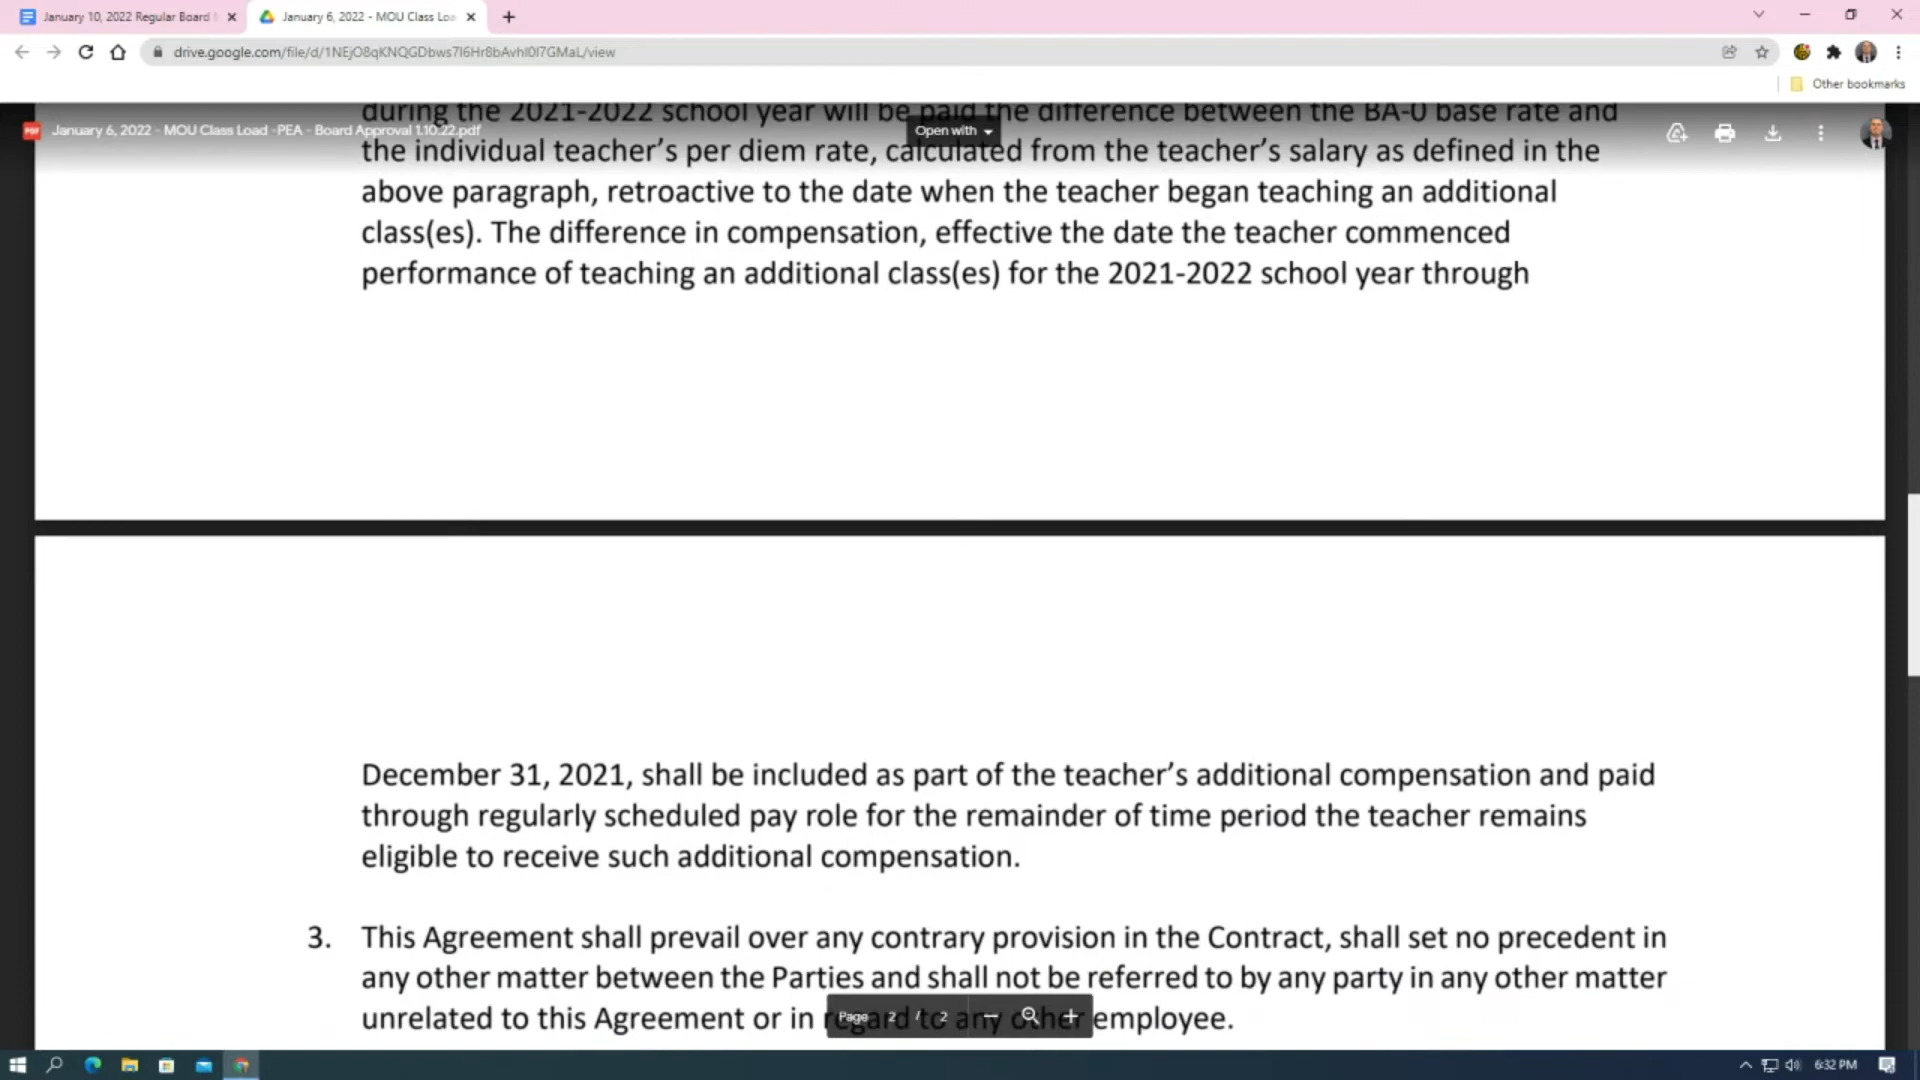 January 10, 2022 Regular Board
January 6, 2022 - MOU Class Loa
drive.google.com/file/d/1NEjO8qKNQGDbws7l6Hr8bAvhI0I7GMaL/view
Other bookmarks
during the 2021-2022 school year will be paid the difference between the BA-0 base rate and
PDF
January 6, 2022 - MOU Class Load -PEA - Board Approval 1.10.22.pdf
Open with
the individual teacher’s per diem rate, calculated from the teacher’s salary as defined in the
above paragraph, retroactive to the date when the teacher began teaching an additional
class(es). The difference in compensation, effective the date the teacher commenced
performance of teaching an additional class(es) for the 2021-2022 school year through
December 31, 2021, shall be included as part of the teacher’s additional compensation and paid
through regularly scheduled pay role for the remainder of time period the teacher remains
eligible to receive such additional compensation.
3. This Agreement shall prevail over any contrary provision in the Contract, shall set no precedent in
any other matter between the Parties and shall not be referred to by any party in any other matter
unrelated to this Agreement or in regard to any other employee.
Page 2 / 2
6:32 PM